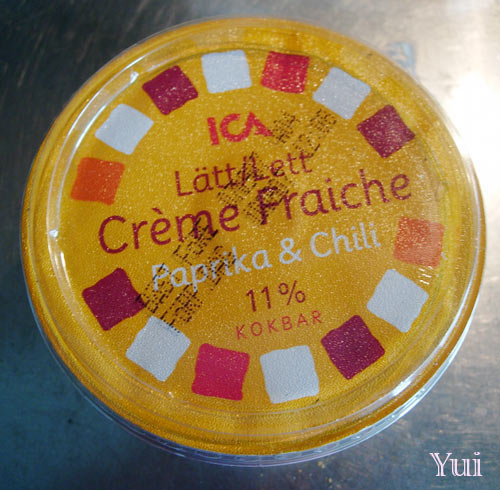 ICA
Lätt/Lett
Crème Fraiche
Paprika & Chili
11%
KOKBAR
Yui